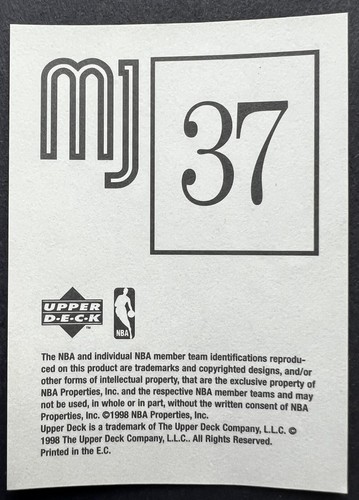 MJ
37
UPPER
D·E·C·K
™
NBA
The NBA and individual NBA member team identifications reprodu-
ced on this product are trademarks and copyrighted designs, and/or
other forms of intellectual property, that are the exclusive property of
NBA Properties, Inc. and the respective NBA member teams and may
not be used, in whole or in part, without the written consent of NBA
Properties, Inc. ©1998 NBA Properties, Inc.
Upper Deck is a trademark of The Upper Deck Company, L.L.C. ©
1998 The Upper Deck Company, L.L.C.. All Rights Reserved.
Printed in the E.C.